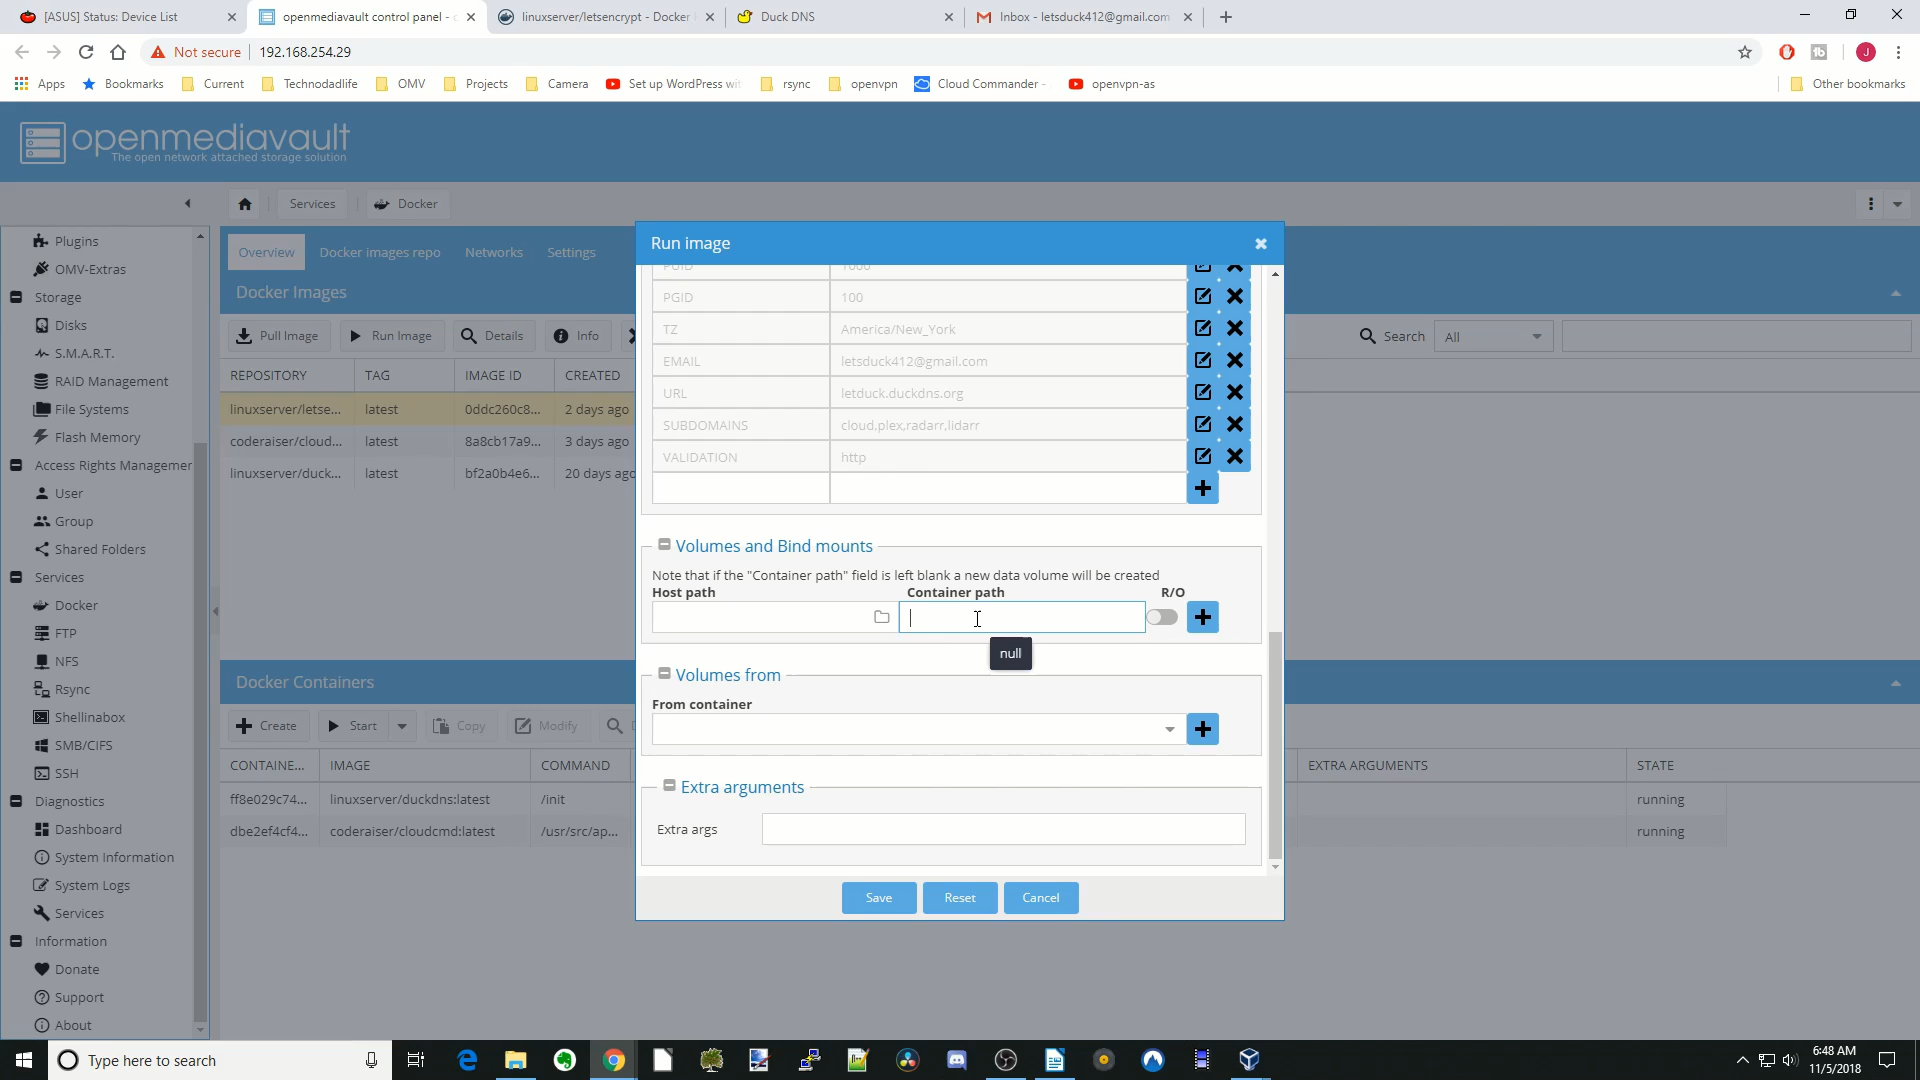 [ASUS] Status: Device List
openmediavault control panel - c
linuxserver/letsencrypt - Docker
Duck DNS
Inbox - letsduck412@gmail.com
Not secure
192.168.254.29
J
Apps
Bookmarks
Current
Technodadlife
OMV
Projects
Camera
Set up WordPress wit
rsync
openvpn
Cloud Commander -
openvpn-as
Other bookmarks
openmediavault
The open network attached storage solution
Services
Docker
Plugins
OMV-Extras
Storage
Disks
S.M.A.R.T.
RAID Management
File Systems
Flash Memory
Access Rights Managemen
User
Group
Shared Folders
Services
Docker
FTP
NFS
Rsync
Shellinabox
SMB/CIFS
SSH
Diagnostics
Dashboard
System Information
System Logs
Services
Information
Donate
Support
About
Overview
Docker images repo
Networks
Settings
Docker Images
Pull Image
Run Image
Details
Info
Search
All
REPOSITORY TAG IMAGE ID CREATED
linuxserver/letse... latest 0ddc260c8... 2 days ago
coderaiser/cloud... latest 8a8cb17a9... 3 days ago
linuxserver/duck... latest bf2a0b4e6... 20 days ago
Docker Containers
Create
Start
Copy
Modify
CONTAINE... IMAGE COMMAND EXTRA ARGUMENTS STATE
ff8e029c74... linuxserver/duckdns:latest /init running
dbe2ef4cf4... coderaiser/cloudcmd:latest /usr/src/ap... running
Run image
PUID 1000
PGID 100
TZ America/New_York
EMAIL letsduck412@gmail.com
URL letduck.duckdns.org
SUBDOMAINS cloud,plex,radarr,lidarr
VALIDATION http
Volumes and Bind mounts
Note that if the "Container path" field is left blank a new data volume will be created
Host path Container path R/O
null
Volumes from
From container
Extra arguments
Extra args
Save
Reset
Cancel
Type here to search
6:48 AM
11/5/2018